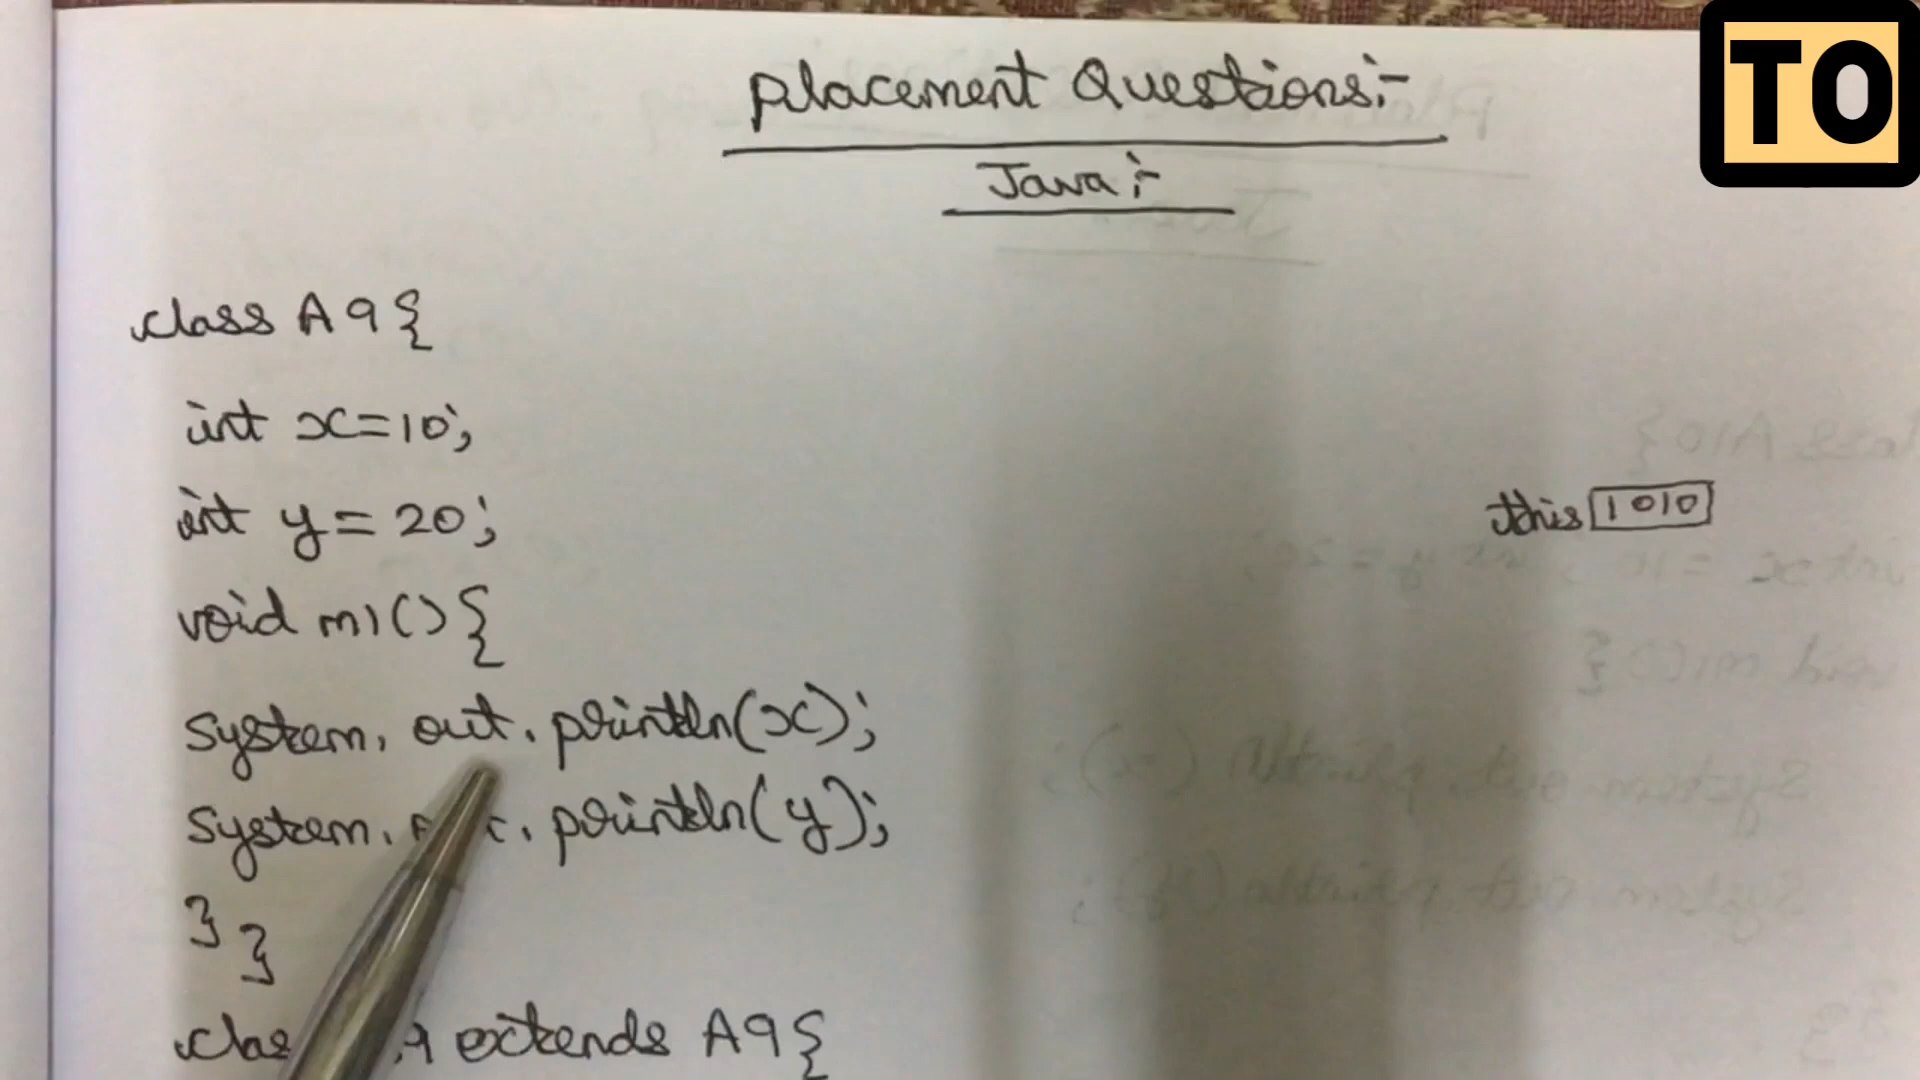 TO
Placement Questions:-
Java:-
class A9{
int x=10;
int y=20;
this 1010
void m1(){
System.out.println(x);
System. .println(y);
}
}
extends A9{